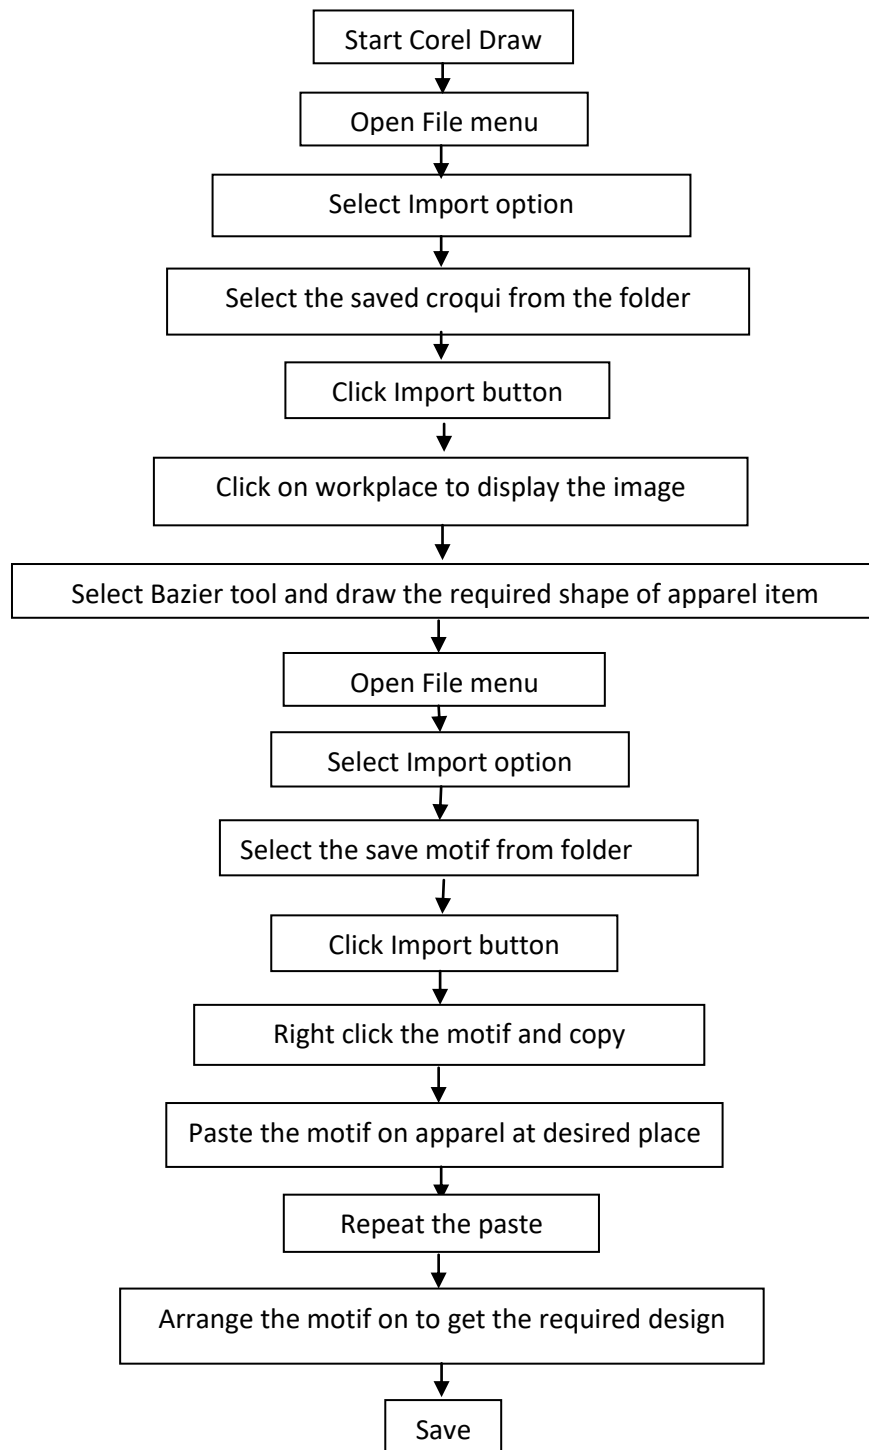 Start Corel Draw
Open File menu
Select Import option
Select the saved croqui from the folder
Click Import button
Click on workplace to display the image
Select Bazier tool and draw the required shape of apparel item
Open File menu
Select Import option
Select the save motif from folder
Click Import button
Right click the motif and copy
Paste the motif on apparel at desired place
Repeat the paste
Arrange the motif on to get the required design
Save